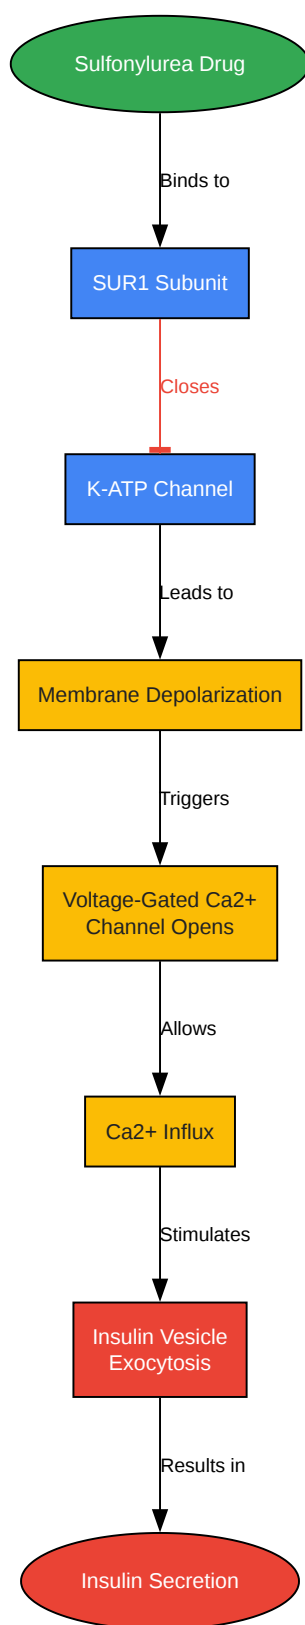 Sulfonylurea Drug
Binds to
SUR1 Subunit
Closes
K-ATP Channel
Leads to
Membrane Depolarization
Triggers
Voltage-Gated Ca2+
Channel Opens
Allows
Ca2+ Influx
Stimulates
Insulin Vesicle
Exocytosis
Results in
Insulin Secretion